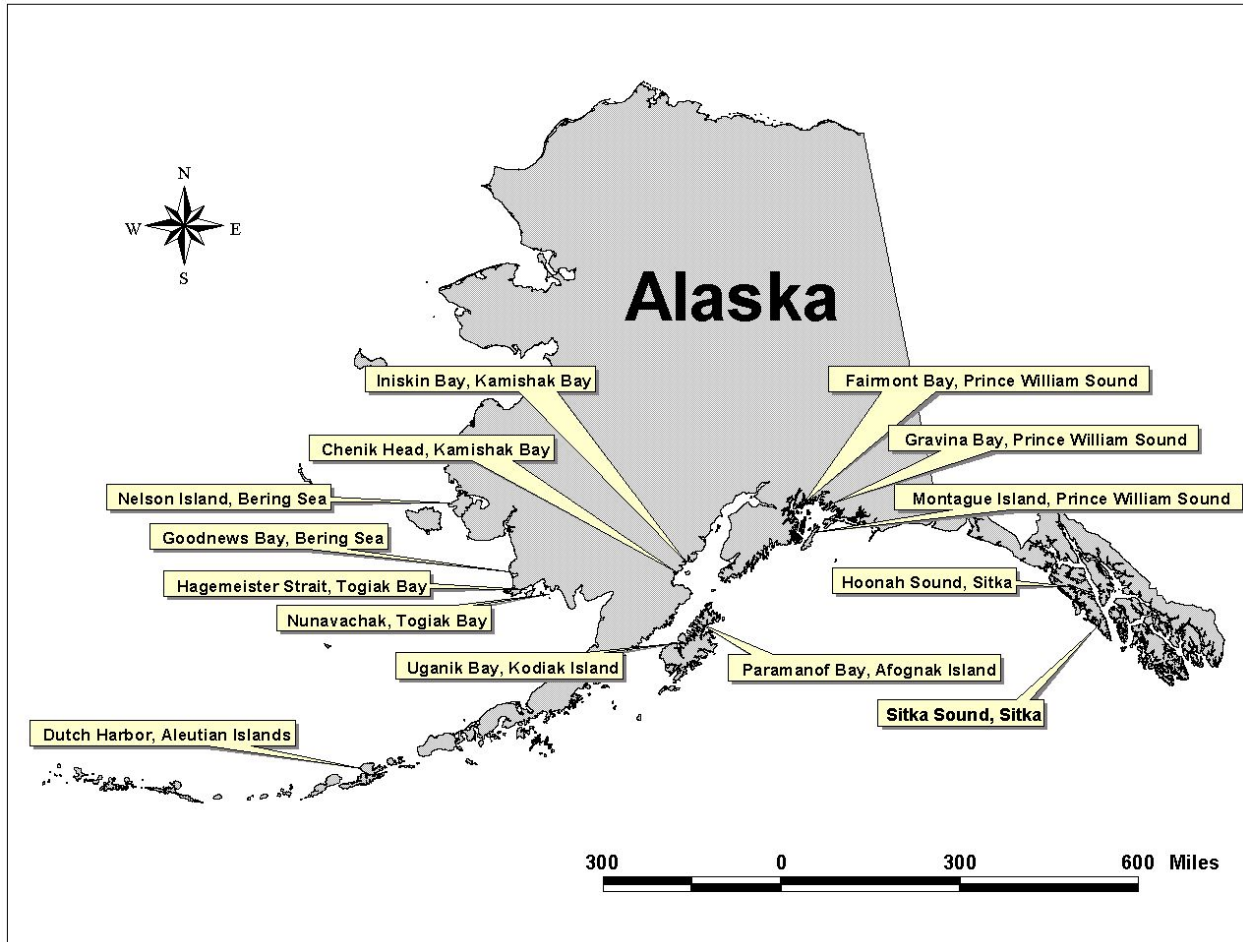 N
W E
S
Alaska
Iniskin Bay, Kamishak Bay
Fairmont Bay, Prince William Sound
Chenik Head, Kamishak Bay
Gravina Bay, Prince William Sound
Nelson Island, Bering Sea
Montague Island, Prince William Sound
Goodnews Bay, Bering Sea
Hagemeister Strait, Togiak Bay
Hoonah Sound, Sitka
Nunavachak, Togiak Bay
Uganik Bay, Kodiak Island
Paramanof Bay, Afognak Island
Sitka Sound, Sitka
Dutch Harbor, Aleutian Islands
300 0 300 600 Miles